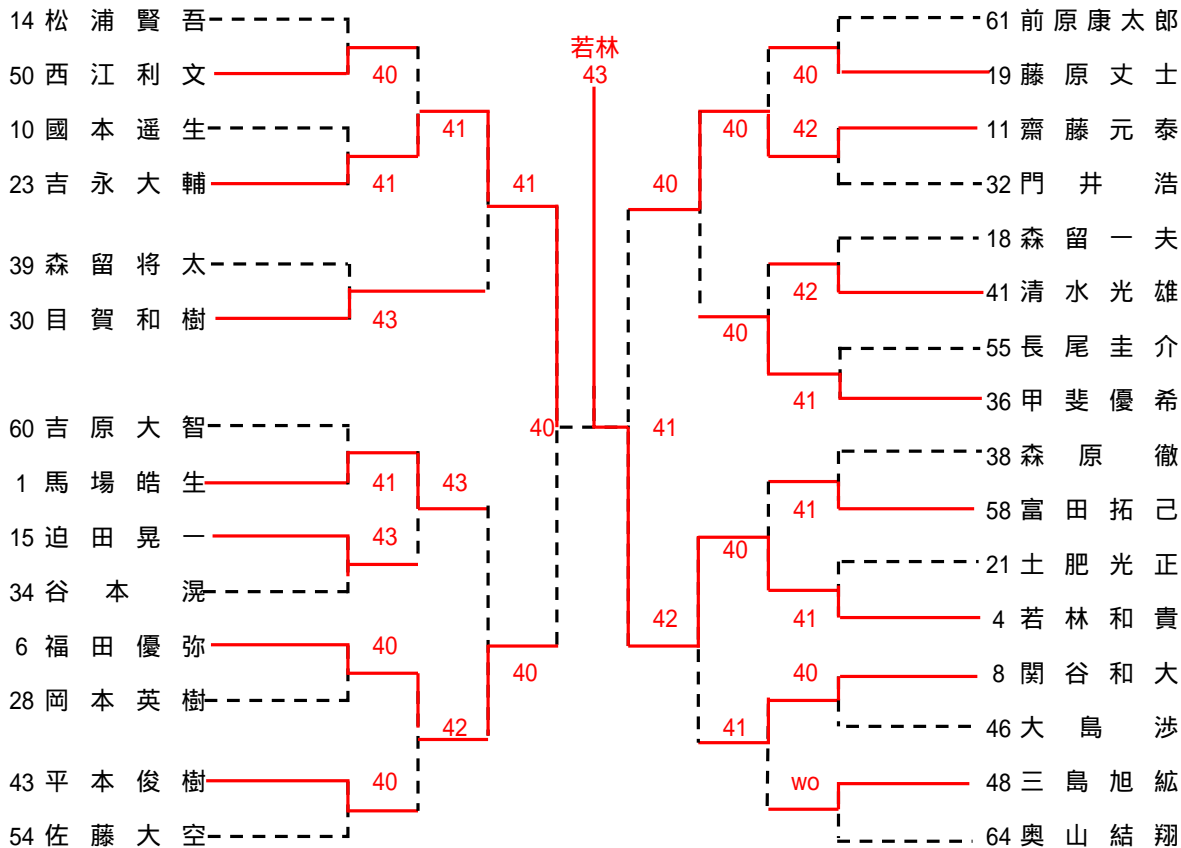 若林
43
14 松浦賢吾
50 西江利文
40
10 國本遥生
23 吉永大輔
41
41
39 森留将太
30 目賀和樹
43
41
60 吉原大智
1 馬場皓生
41
15 迫田晃一
34 谷本滉
43
43
6 福田優弥
28 岡本英樹
40
43 平本俊樹
54 佐藤大空
40
42
40
40
61 前原康太郎
19 藤原丈士
40
11 齋藤元泰
32 門井浩
42
40
18 森留一夫
41 清水光雄
42
55 長尾圭介
36 甲斐優希
41
40
40
38 森原徹
58 富田拓己
41
21 土肥光正
4 若林和貴
41
40
8 関谷和大
46 大島渉
40
48 三島旭紘
64 奥山結翔
wo
41
42
41